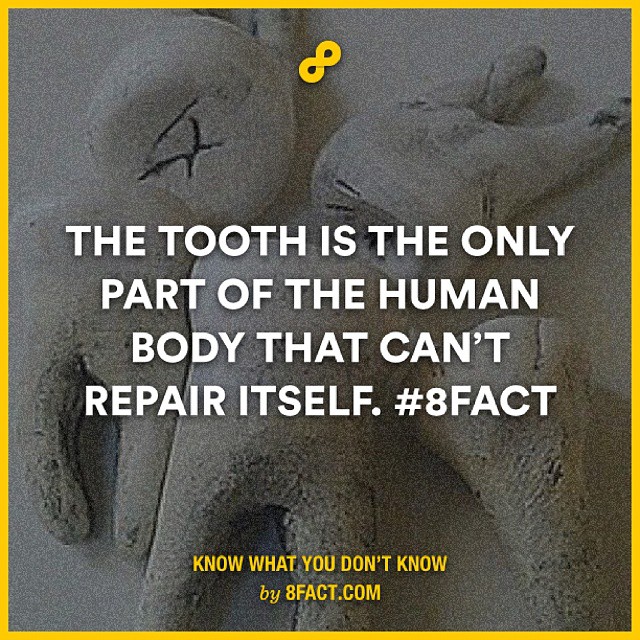 THE TOOTH IS THE ONLY
PART OF THE HUMAN
BODY THAT CAN’T
REPAIR ITSELF. #8FACT
KNOW WHAT YOU DON’T KNOW
by 8FACT.COM